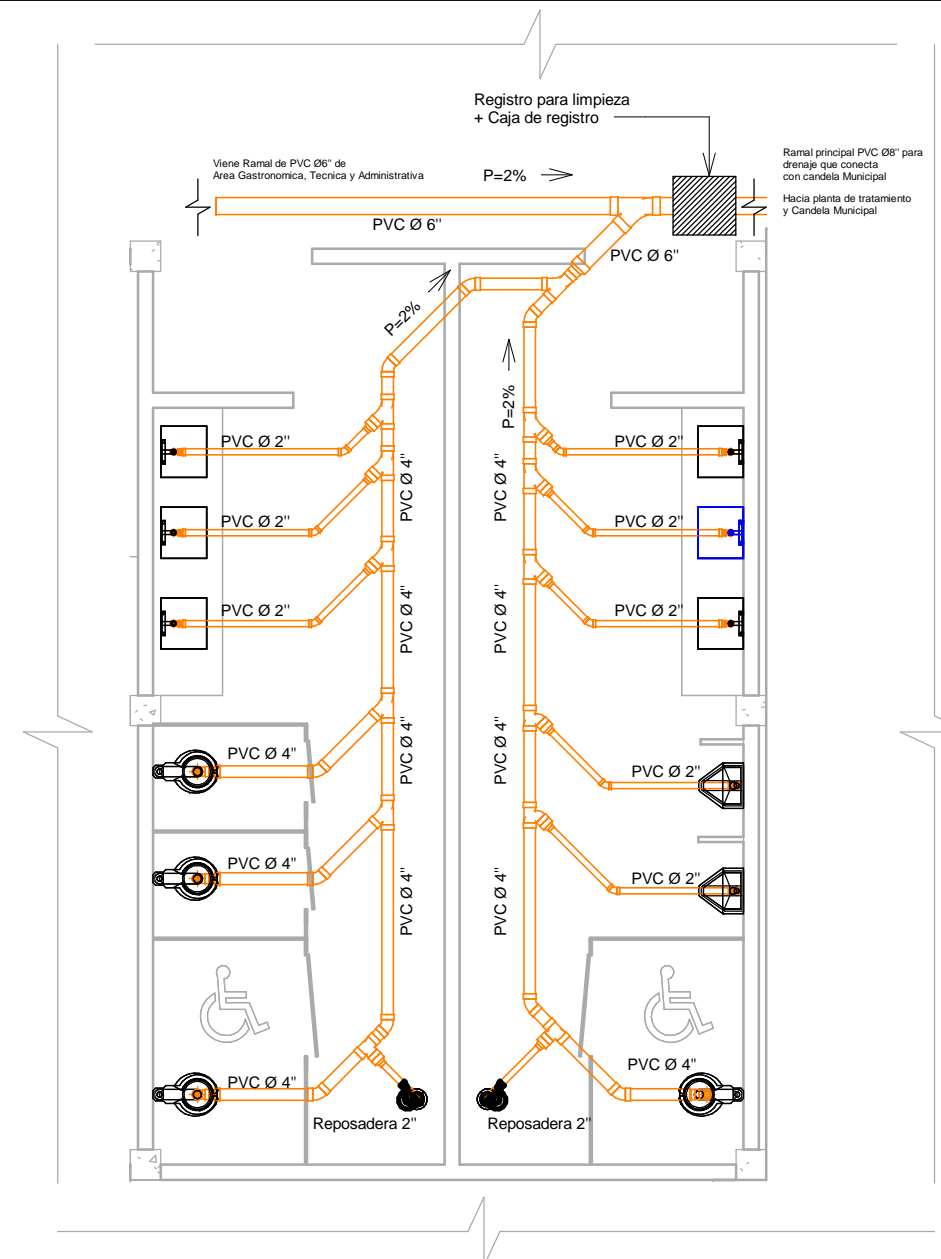 Registro para limpieza
+ Caja de registro
Viene Ramal de PVC Ø6" de
Area Gastronomica, Tecnica y Administrativa
P=2%
Ramal principal PVC Ø8" para
drenaje que conecta
con candela Municipal
Hacia planta de tratamiento
y Candela Municipal
PVC Ø 6"
PVC Ø 6"
P=2%
P=2%
PVC Ø 2"
PVC Ø 2"
PVC Ø 4"
PVC Ø 4"
PVC Ø 2"
PVC Ø 2"
PVC Ø 2"
PVC Ø 2"
PVC Ø 4"
PVC Ø 4"
PVC Ø 4"
PVC Ø 4"
PVC Ø 4"
PVC Ø 2"
PVC Ø 4"
PVC Ø 2"
PVC Ø 4"
PVC Ø 4"
PVC Ø 4"
PVC Ø 4"
Reposadera 2"
Reposadera 2"